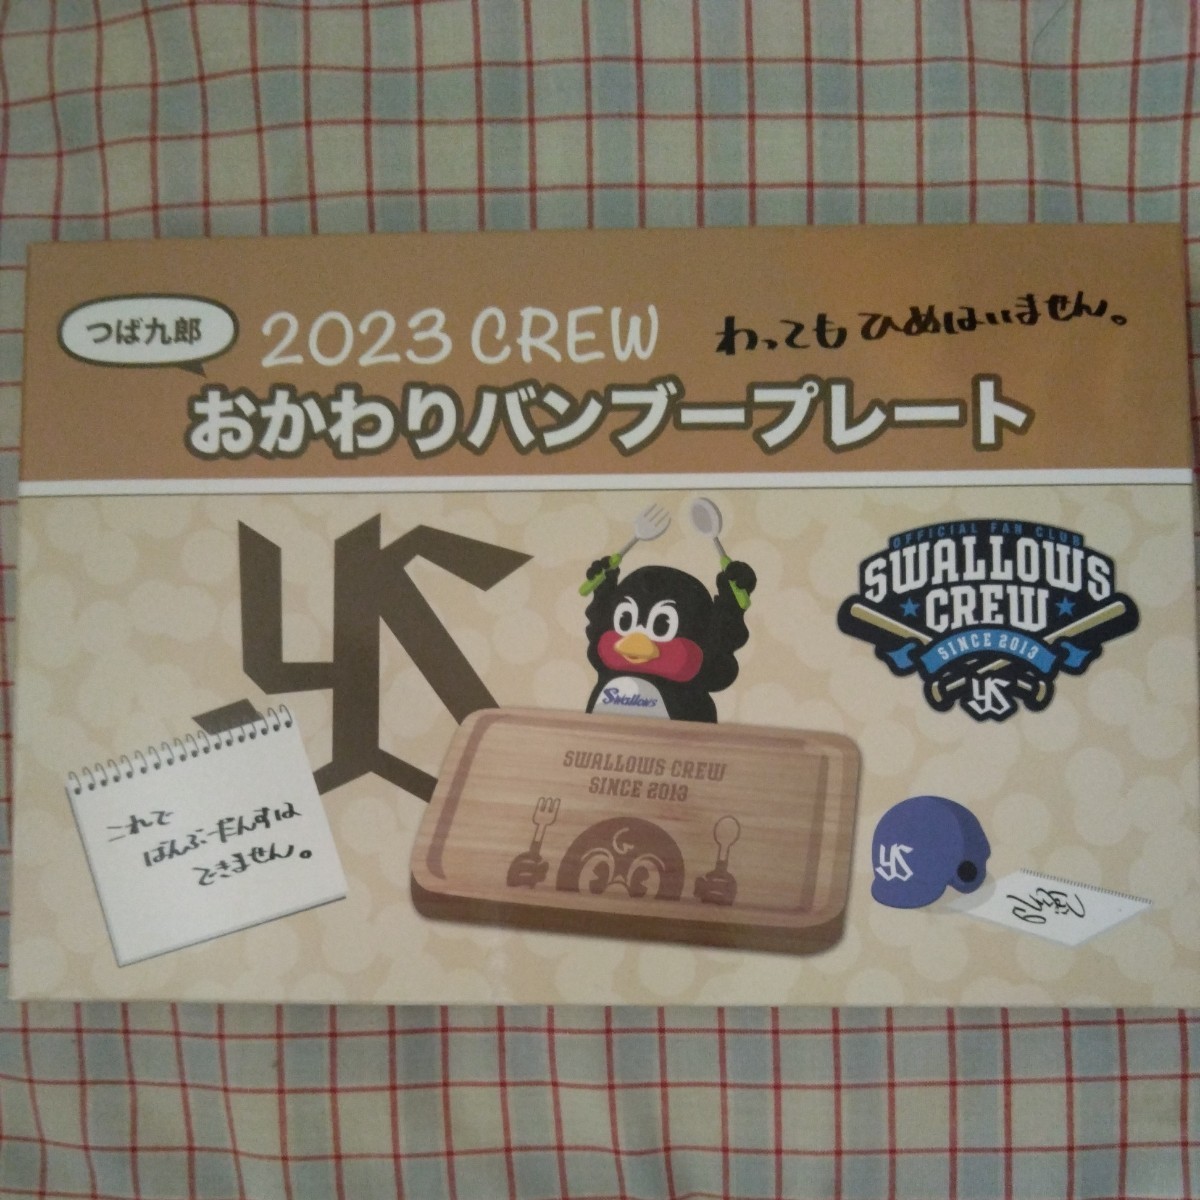 つば九郎
2023 CREW
わってもひめはいません。
おかわりバンブープレート
YS
OFFICIAL FAN CLUB
SWALLOWS
CREW
SINCE 2013
YS
Swallows
SWALLOWS CREW
SINCE 2013
これで
ばんぶーだんすは
できません。
YS